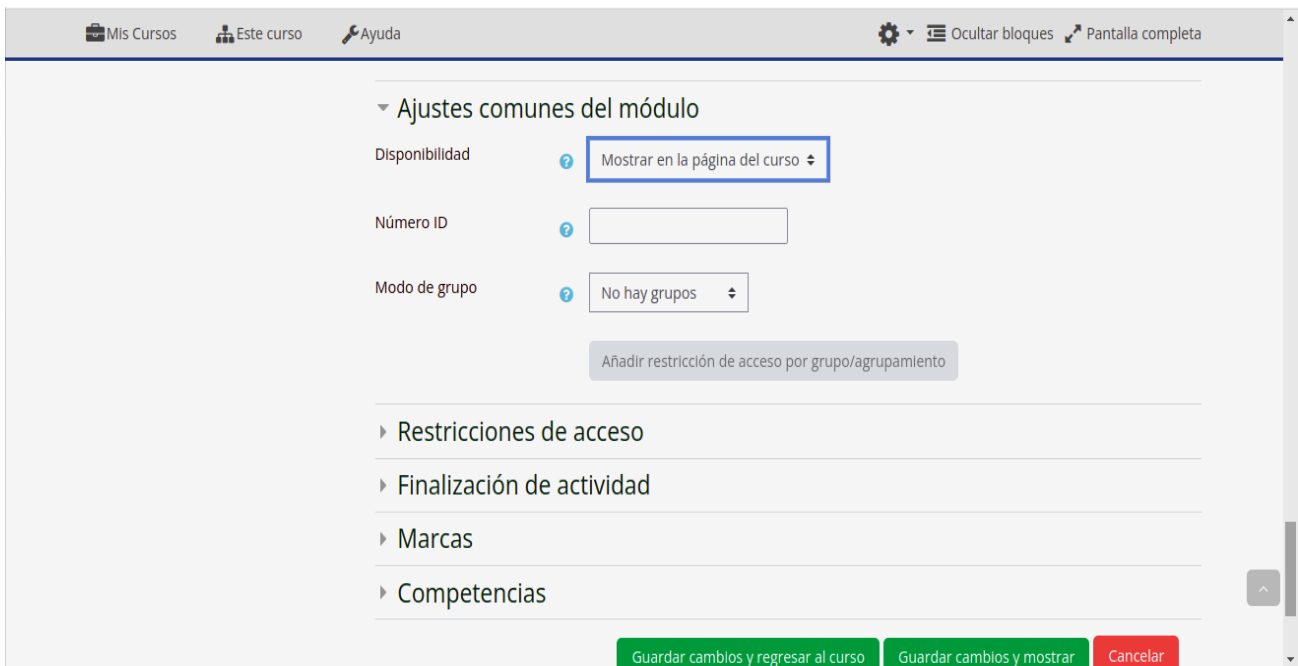 Mis Cursos Este curso Ayuda Ocultar bloques Pantalla completa
Ajustes comunes del módulo
Disponibilidad Mostrar en la página del curso
Número ID
Modo de grupo No hay grupos
Añadir restricción de acceso por grupo/agrupamiento
Restricciones de acceso
Finalización de actividad
Marcas
Competencias
Guardar cambios y regresar al curso Guardar cambios y mostrar Cancelar